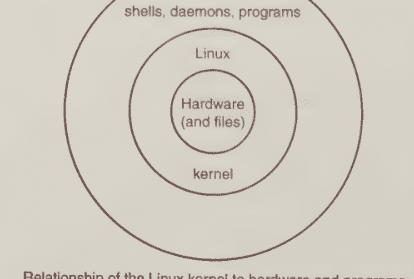 shells, daemons, programs
Linux
Hardware
(and files)
kernel
Relationship of the Linux kernel to hardware and programs